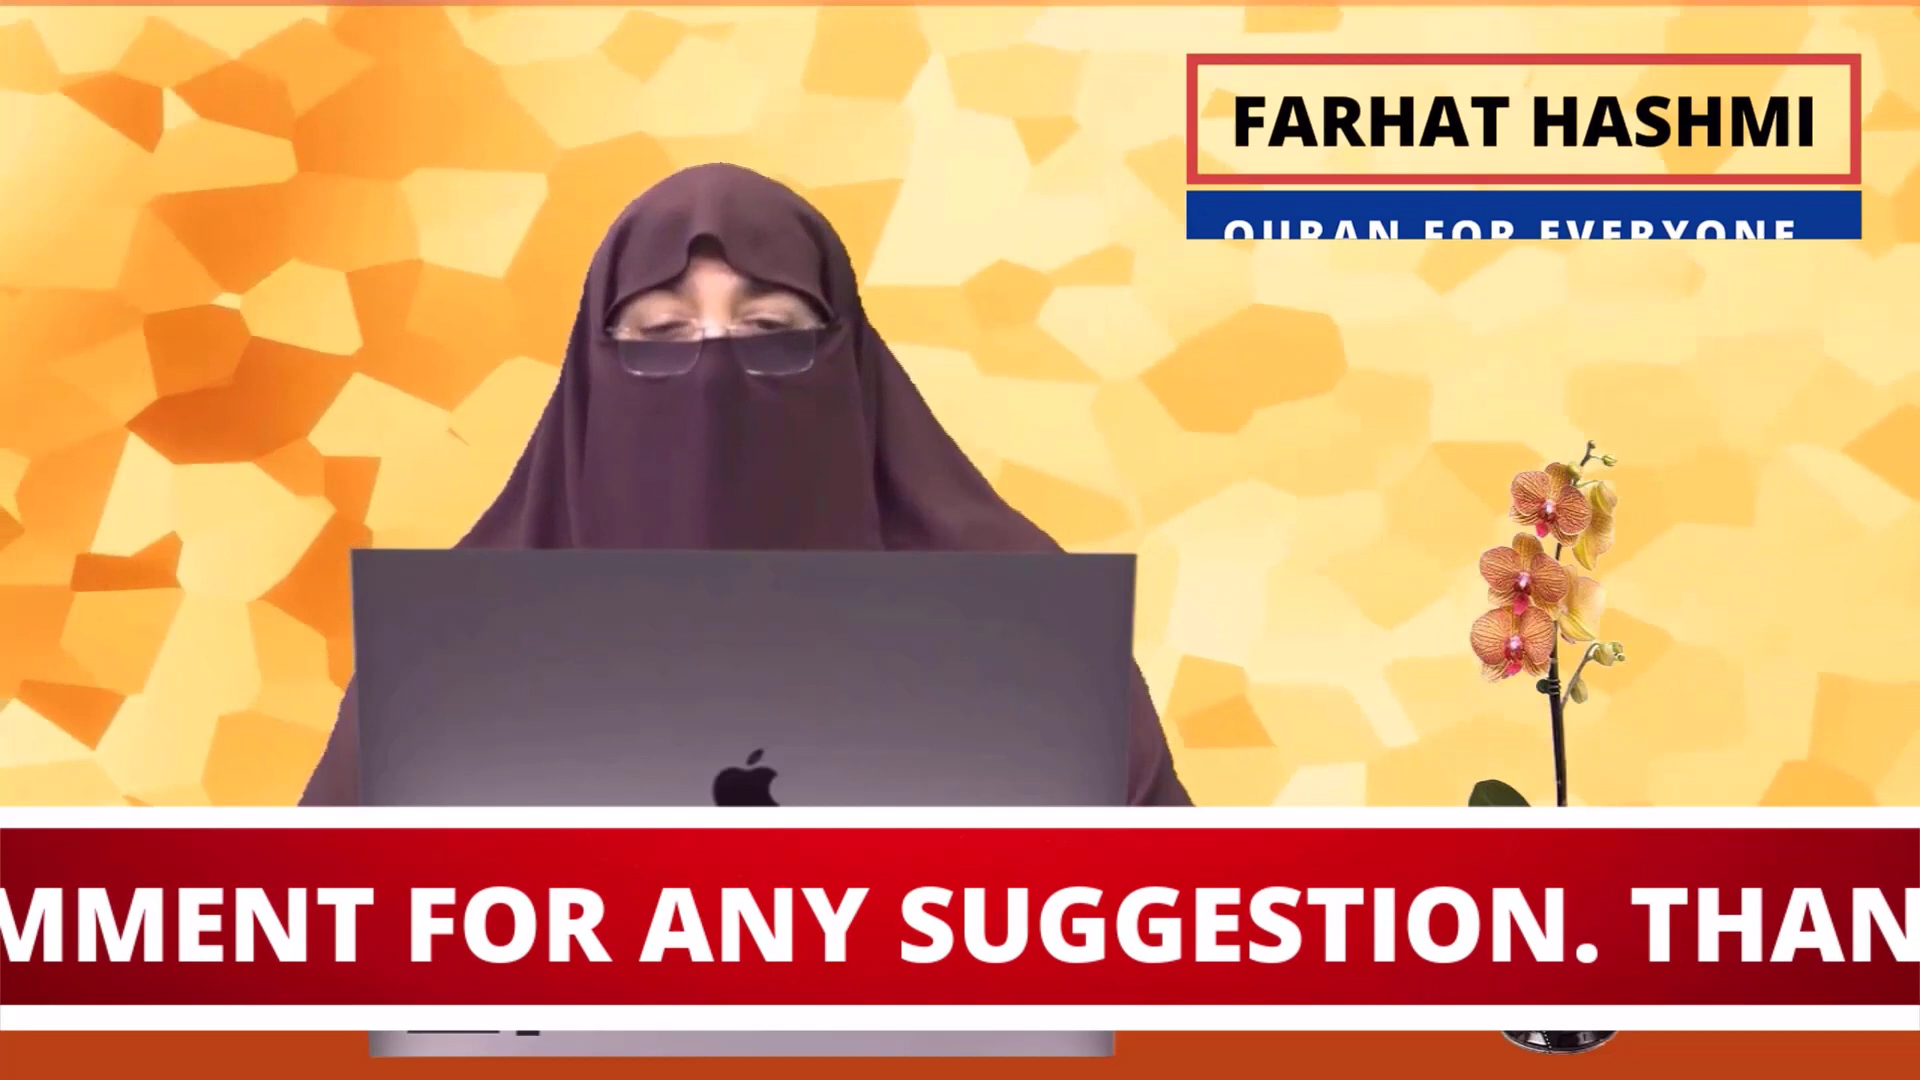 FARHAT HASHMI
QURAN FOR EVERYONE
MMENT FOR ANY SUGGESTION. THAN